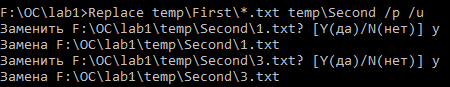 F:\OC\lab1>Replace temp\First\*.txt temp\Second /p /u
Заменить F:\OC\lab1\temp\Second\1.txt? [Y(да)/N(нет)] y
Замена F:\OC\lab1\temp\Second\1.txt
Заменить F:\OC\lab1\temp\Second\3.txt? [Y(да)/N(нет)] y
Замена F:\OC\lab1\temp\Second\3.txt